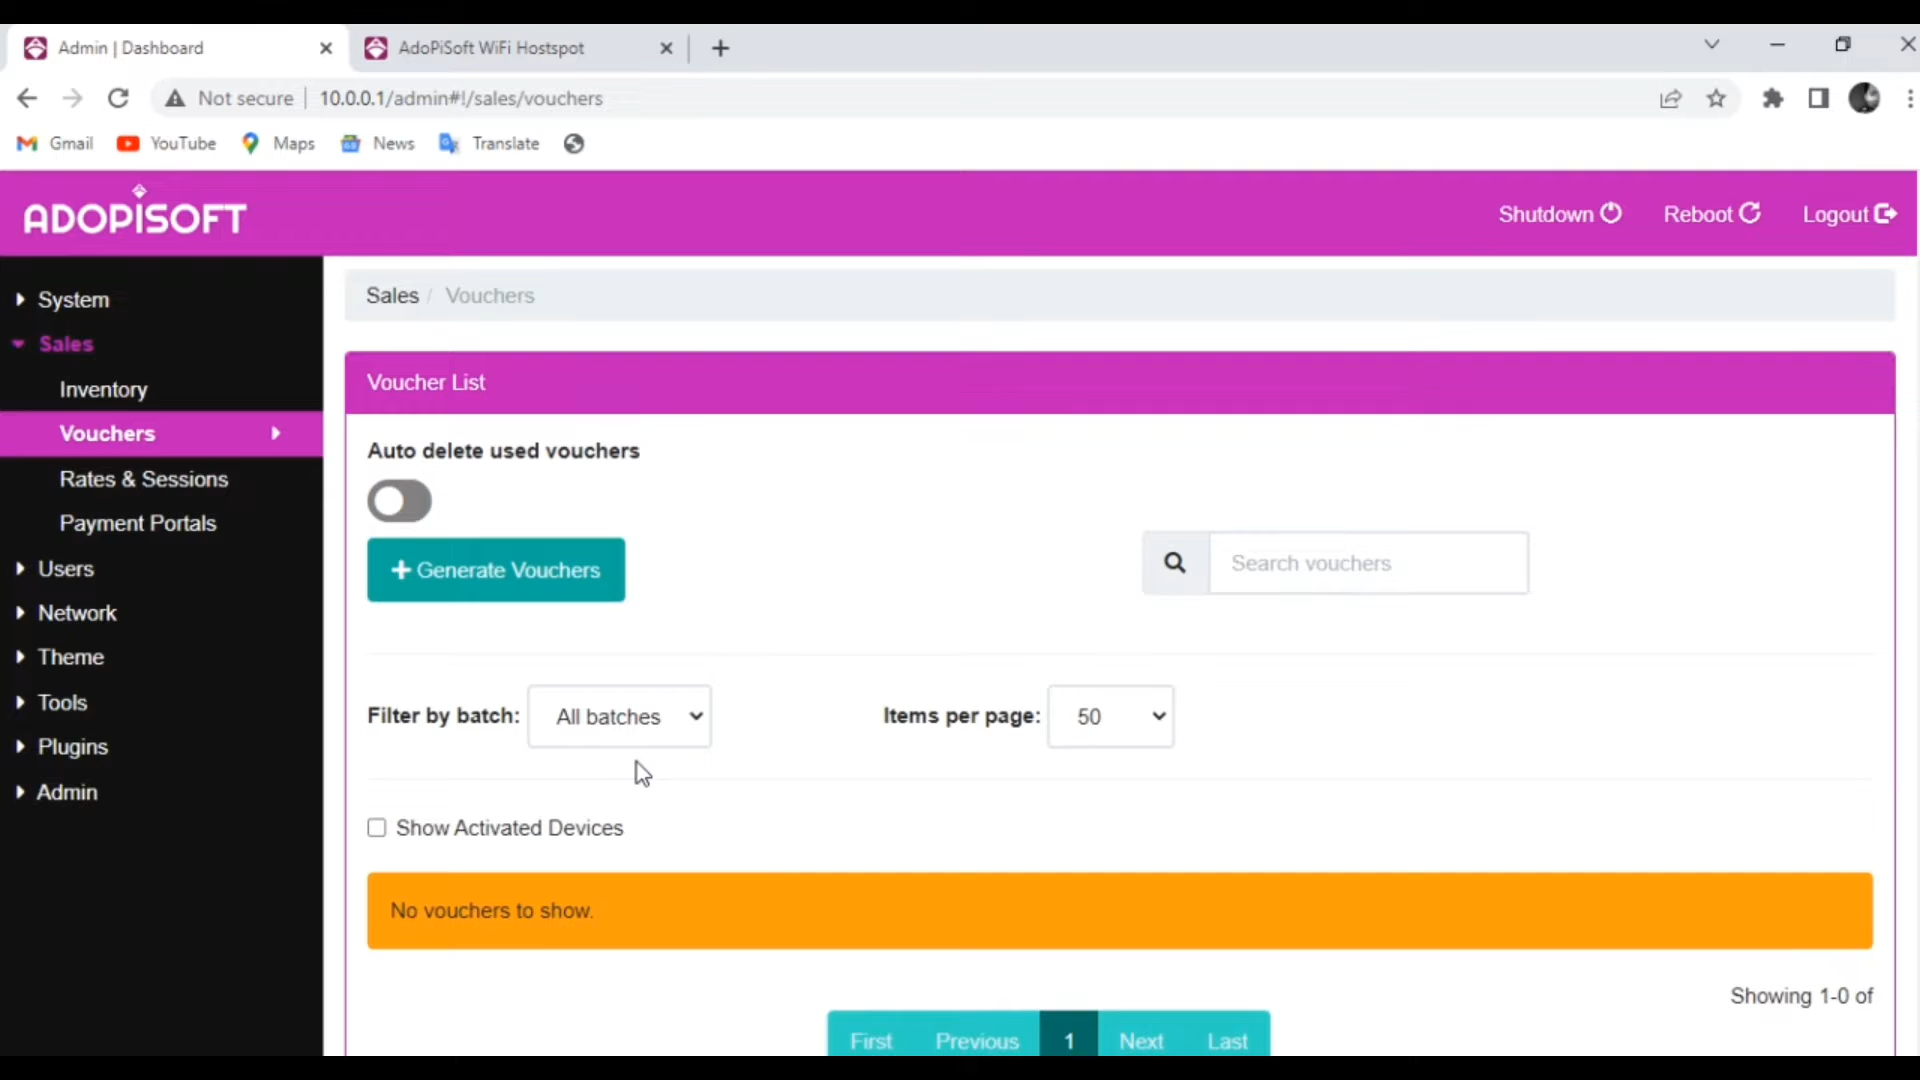 Admin | Dashboard
AdoPiSoft WiFi Hostspot
Not secure
10.0.0.1/admin#!/sales/vouchers
Gmail
YouTube
Maps
News
Translate
ADOPISOFT
Shutdown
Reboot
Logout
System
Sales
Inventory
Vouchers
Rates & Sessions
Payment Portals
Users
Network
Theme
Tools
Plugins
Admin
Sales / Vouchers
Voucher List
Auto delete used vouchers
+ Generate Vouchers
Search vouchers
Filter by batch: All batches
Items per page: 50
Show Activated Devices
No vouchers to show.
Showing 1-0 of
First Previous 1 Next Last